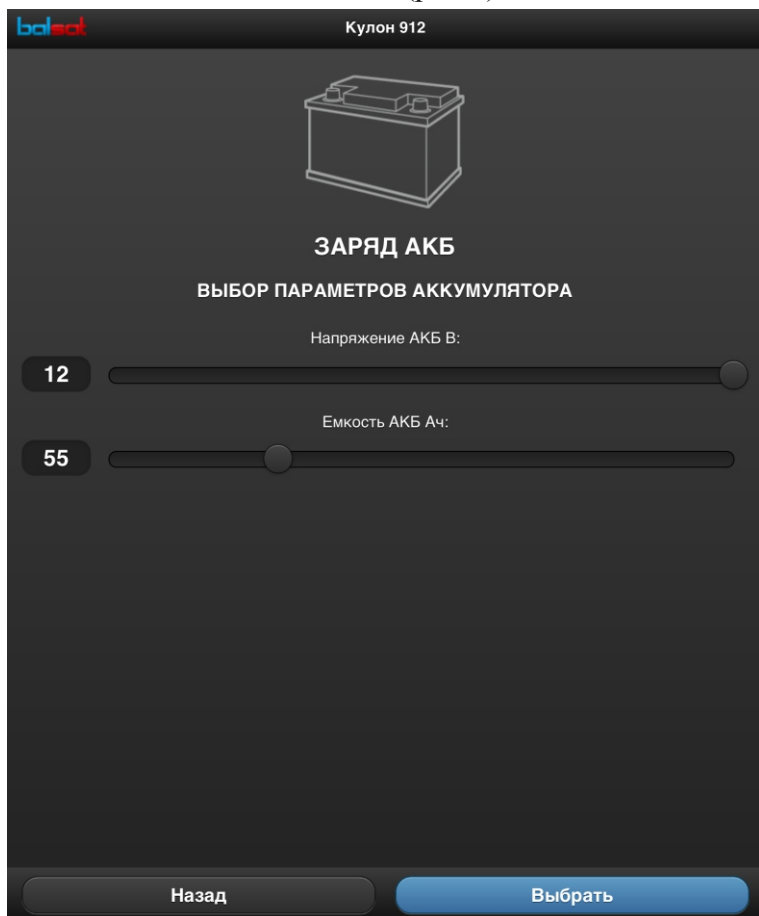 balsat
Кулон 912
ЗАРЯД АКБ
ВЫБОР ПАРАМЕТРОВ АККУМУЛЯТОРА
Напряжение АКБ В:
12
Емкость АКБ Ач:
55
Назад
Выбрать